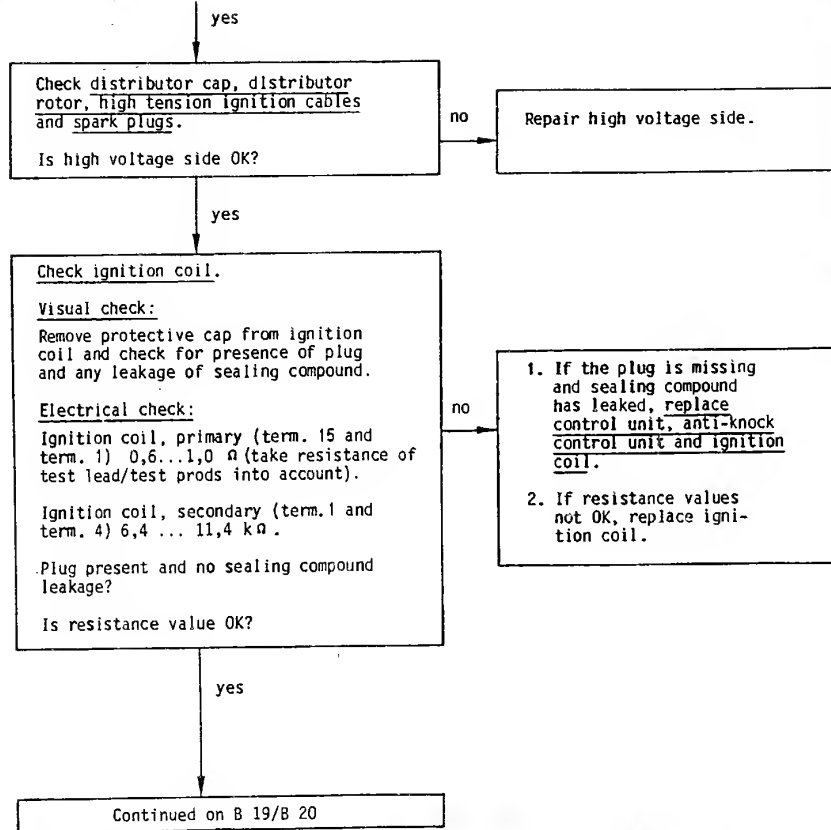 yes
Check distributor cap, distributor
rotor, high tension ignition cables
and spark plugs.
Is high voltage side OK?
no
Repair high voltage side.
yes
Check ignition coil.
Visual check:
Remove protective cap from ignition
coil and check for presence of plug
and any leakage of sealing compound.
Electrical check:
Ignition coil, primary (term. 15 and
term. 1) 0,6...1,0 Ω (take resistance of
test lead/test prods into account).
Ignition coil, secondary (term.1 and
term. 4) 6,4 ... 11,4 kΩ.
Plug present and no sealing compound
leakage?
Is resistance value OK?
no
1. If the plug is missing
and sealing compound
has leaked, replace
control unit, anti-knock
control unit and ignition
coil.
2. If resistance values
not OK, replace igni-
tion coil.
yes
Continued on B 19/B 20